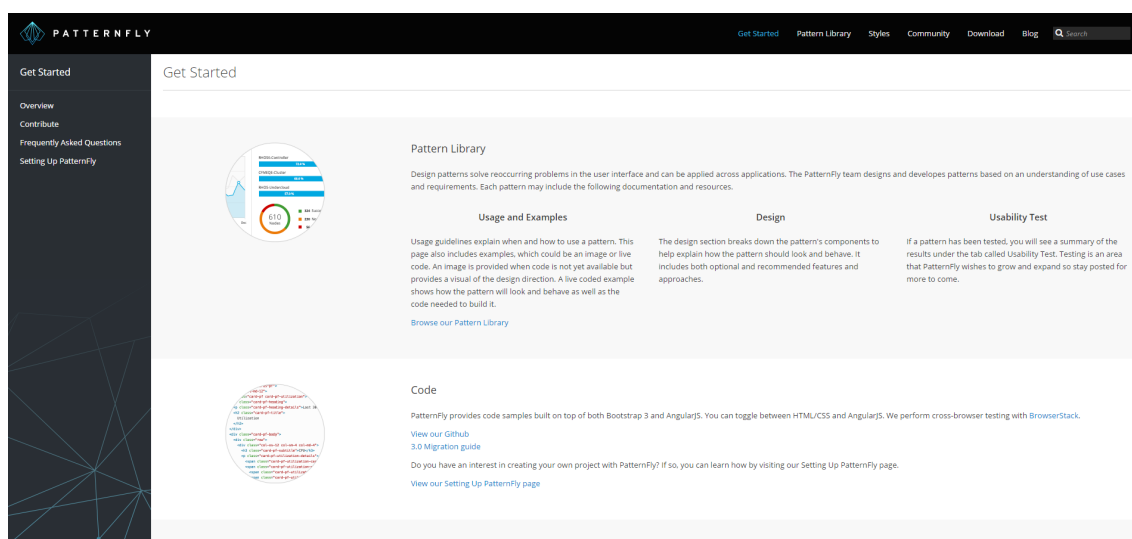 PATTERNFLY
Get Started Pattern Library Styles Community Download Blog Search
Get Started
Overview
Contribute
Frequently Asked Questions
Setting Up PatternFly
Get Started
Pattern Library
Design patterns solve reoccurring problems in the user interface and can be applied across applications. The PatternFly team designs and developes patterns based on an understanding of use cases
and requirements. Each pattern may include the following documentation and resources.
Usage and Examples
Usage guidelines explain when and how to use a pattern. This
page also includes examples, which could be an image or live
code. An image is provided when code is not yet available but
provides a visual of the design direction. A live coded example
shows how the pattern will look and behave as well as the
code needed to build it.
Browse our Pattern Library
Design
The design section breaks down the pattern's components to
help explain how the pattern should look and behave. It
includes both optional and recommended features and
approaches.
Usability Test
If a pattern has been tested, you will see a summary of the
results under the tab called Usability Test. Testing is an area
that PatternFly wishes to grow and expand so stay posted for
more to come.
610
Code
PatternFly provides code samples built on top of both Bootstrap 3 and AngularJS. You can toggle between HTML/CSS and AngularJS. We perform cross-browser testing with BrowserStack.
View our Github
3.0 Migration guide
Do you have an interest in creating your own project with PatternFly? If so, you can learn how by visiting our Setting Up PatternFly page.
View our Setting Up PatternFly page